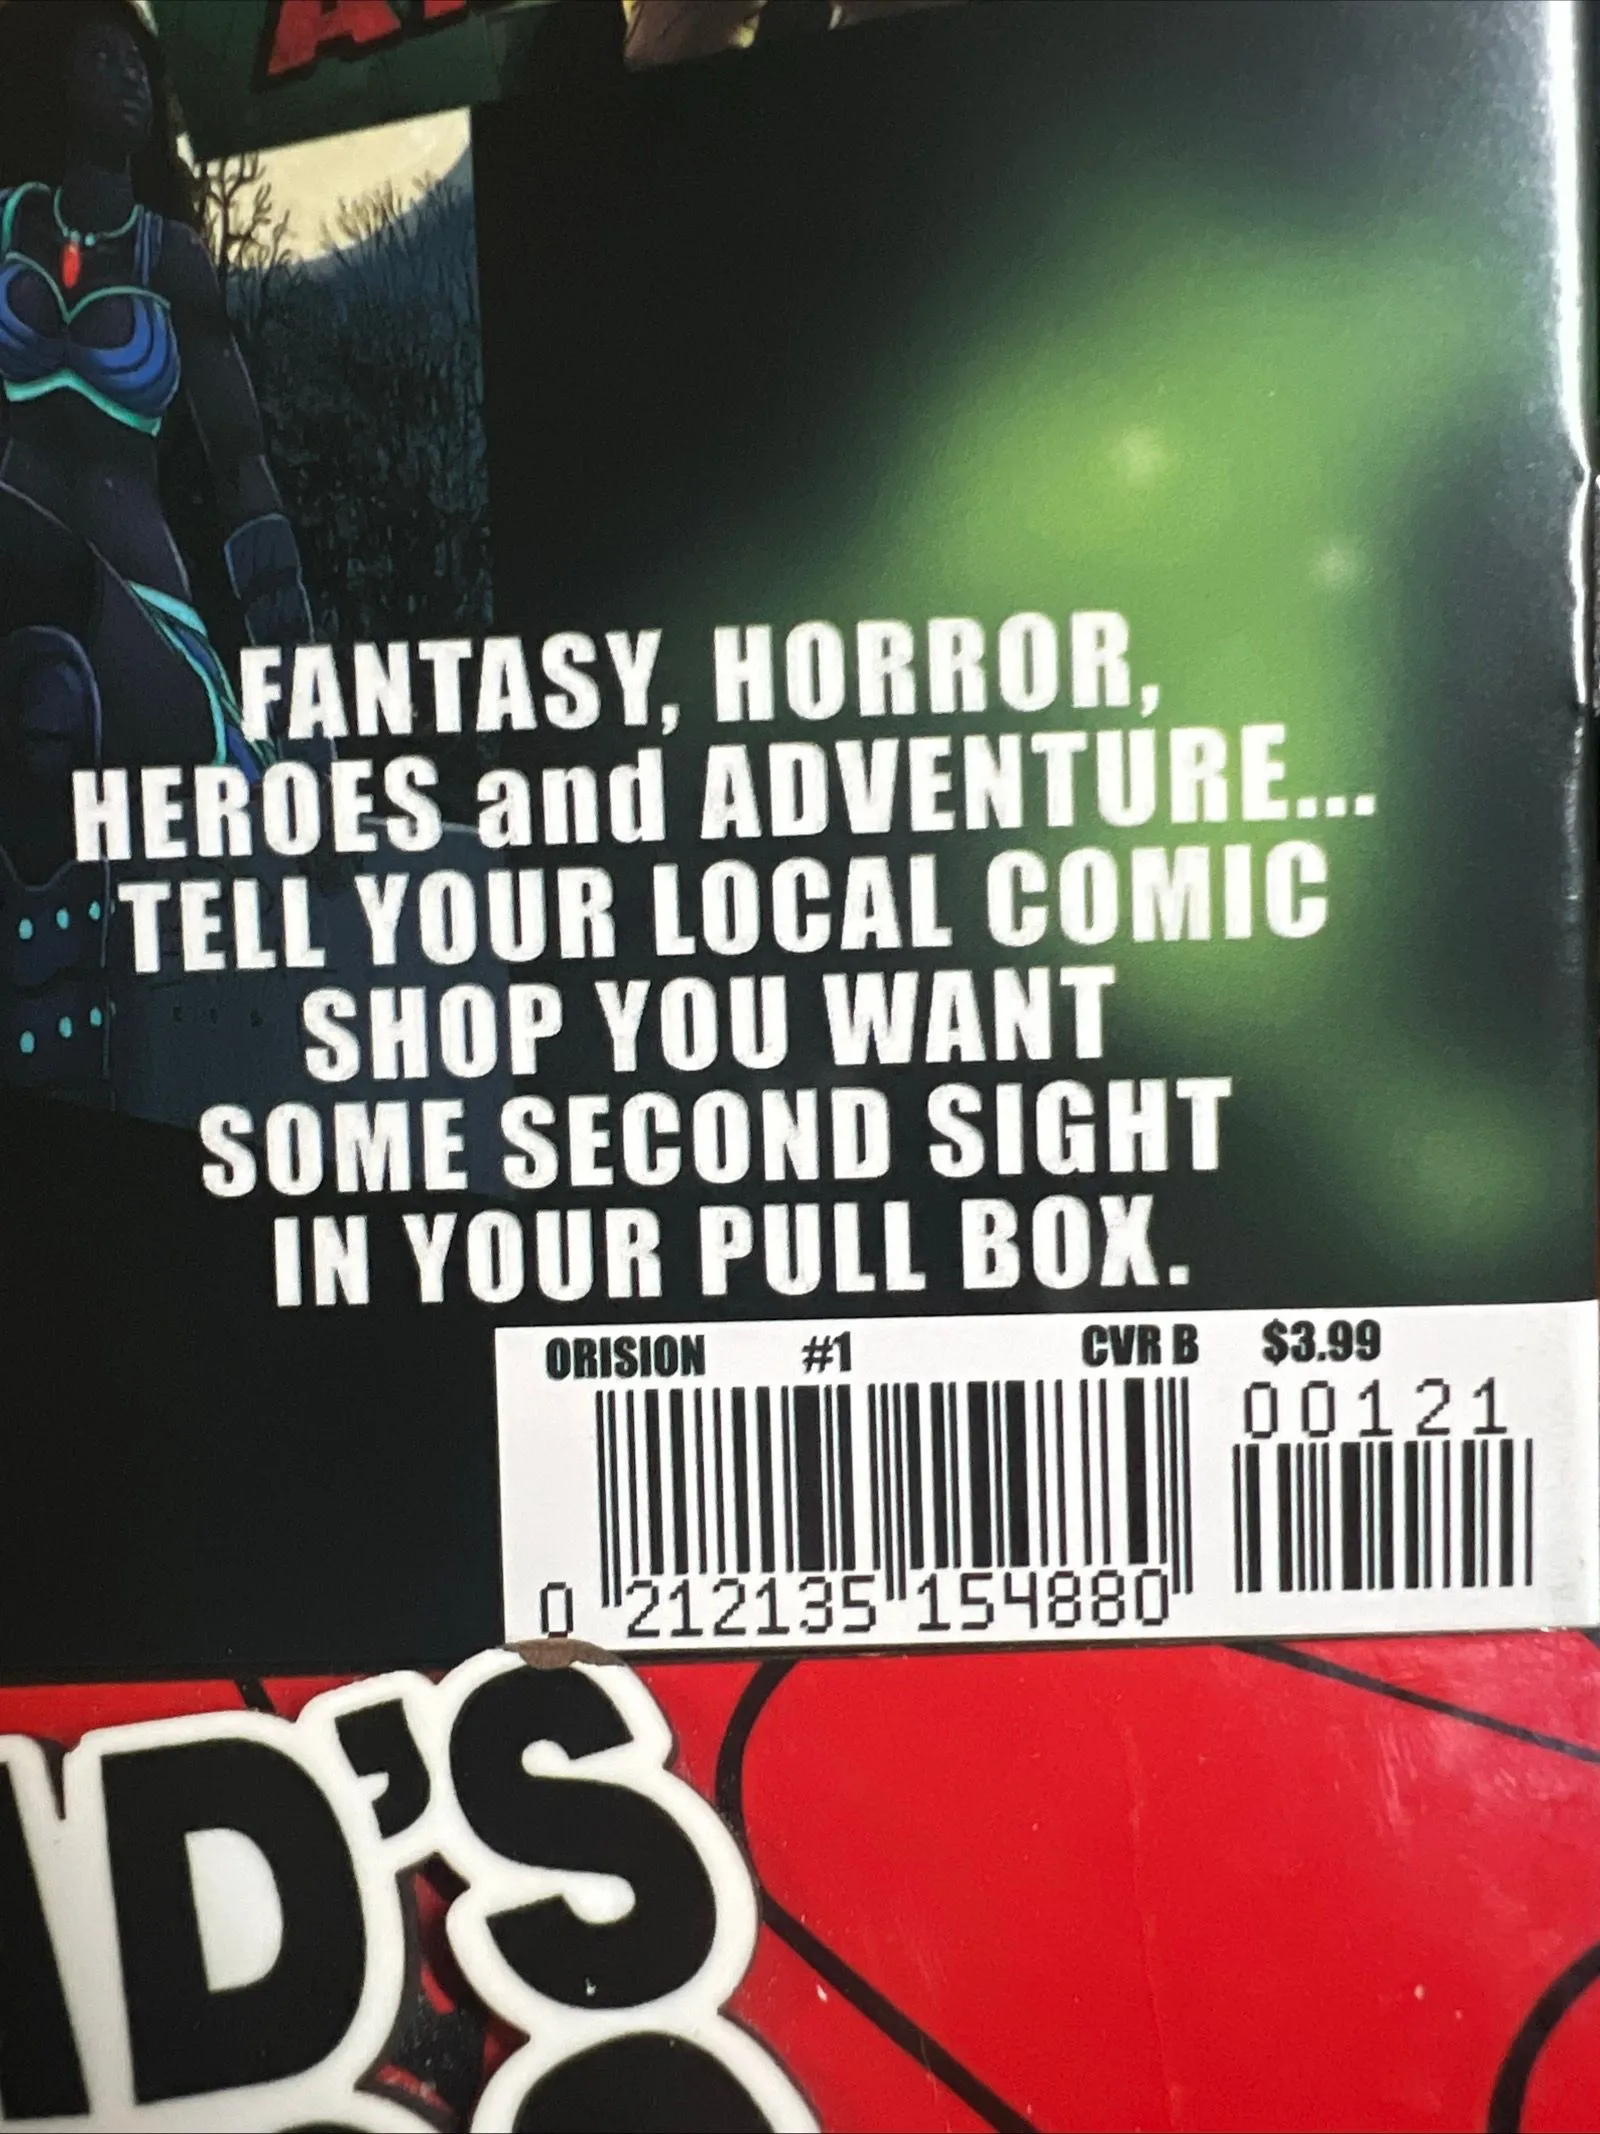 FANTASY, HORROR,
HEROES and ADVENTURE...
TELL YOUR LOCAL COMIC
SHOP YOU WANT
SOME SECOND SIGHT
IN YOUR PULL BOX.
ORISION #1 CVR B $3.99
00121
0 212135 154880
D'S